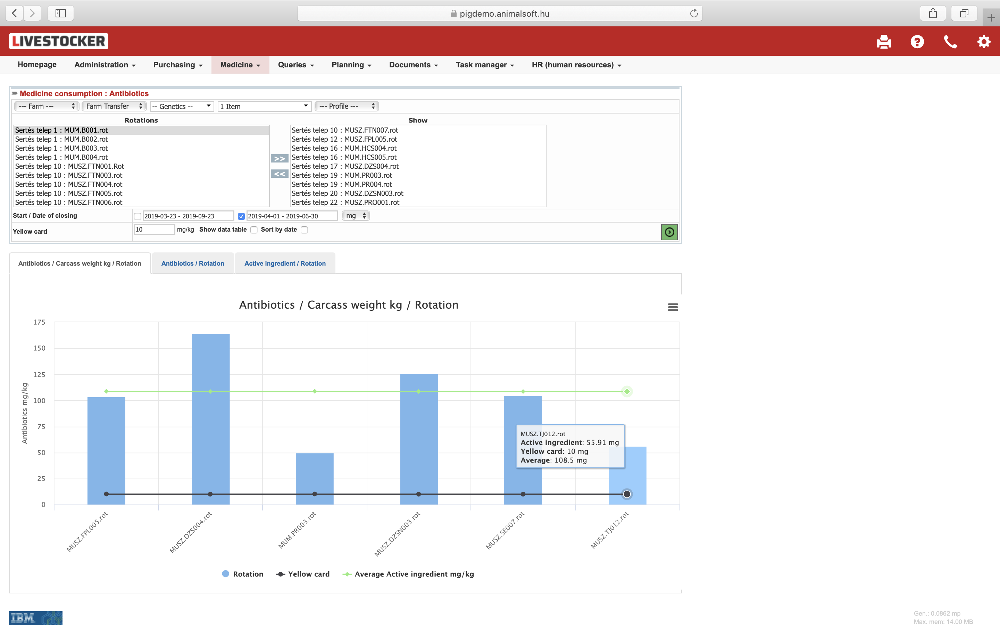 pigdemo.animalsoft.hu
LIVESTOCKER
Homepage Administration Purchasing Medicine Queries Planning Documents Task manager HR (human resources)
Medicine consumption : Antibiotics
--- Farm --- Farm Transfer -- Genetics -- 1 Item --- Profile ---
Rotations Show
Sertés telep 1 : MUM.B001.rot
Sertés telep 1 : MUM.B002.rot
Sertés telep 1 : MUM.B003.rot
Sertés telep 1 : MUM.B004.rot
Sertés telep 10 : MUSZ.FTN001.Rot
Sertés telep 10 : MUSZ.FTN003.rot
Sertés telep 10 : MUSZ.FTN004.rot
Sertés telep 10 : MUSZ.FTN005.rot
Sertés telep 10 : MUSZ.FTN006.rot
>>
<<
Sertés telep 10 : MUSZ.FTN007.rot
Sertés telep 12 : MUSZ.FPL005.rot
Sertés telep 16 : MUM.HCS004.rot
Sertés telep 16 : MUM.HCS005.rot
Sertés telep 17 : MUSZ.DZS004.rot
Sertés telep 19 : MUM.PR003.rot
Sertés telep 19 : MUM.PR004.rot
Sertés telep 20 : MUSZ.DZSN003.rot
Sertés telep 22 : MUSZ.PRO001.rot
Start / Date of closing 2019-03-23 - 2019-09-23 2019-04-01 - 2019-06-30 mg
Yellow card 10 mg/kg Show data table Sort by date
Antibiotics / Carcass weight kg / Rotation Antibiotics / Rotation Active ingredient / Rotation
Antibiotics / Carcass weight kg / Rotation
Antibiotics mg/kg
175
150
125
100
75
50
25
0
MUSZ.TJ012.rot
Active ingredient: 55.91 mg
Yellow card: 10 mg
Average: 108.5 mg
MUSZ.FPL005.rot
MUSZ.DZS004.rot
MUM.PR003.rot
MUSZ.DZSN003.rot
MUSZ.SE007.rot
MUSZ.TJ012.rot
Rotation Yellow card Average Active ingredient mg/kg
IBM
Gen.: 0.0862 mp
Max. mem: 14.00 MB